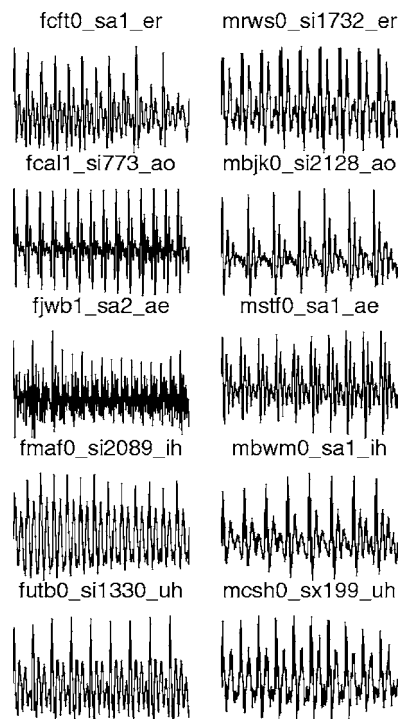 fcft0_sa1_er mrws0_si1732_er
fcal1_si773_ao mbjk0_si2128_ao
fjwb1_sa2_ae mstf0_sa1_ae
fmaf0_si2089_ih mbwm0_sa1_ih
futb0_si1330_uh mcsh0_sx199_uh